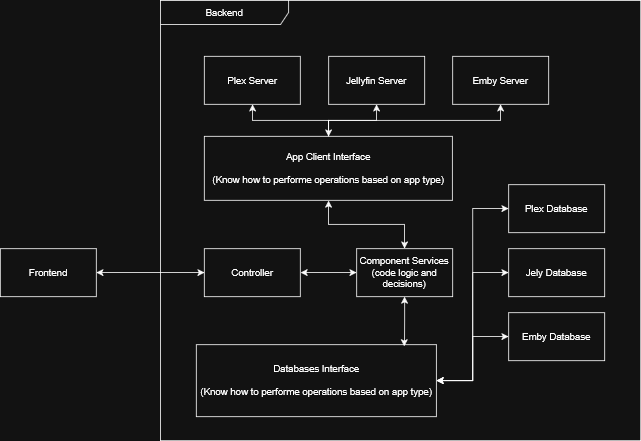 Backend
Plex Server
Jellyfin Server
Emby Server
App Client Interface
(Know how to performe operations based on app type)
Plex Database
Frontend
Controller
Component Services
(code logic and
decisions)
Jely Database
Emby Database
Databases Interface
(Know how to performe operations based on app type)